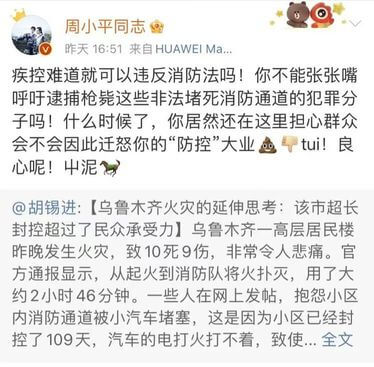 周小平同志
昨天 16:51 来自 HUAWEI Ma...
疾控难道就可以违反消防法吗！你不能张张嘴
呼吁逮捕枪毙这些非法堵死消防通道的犯罪分
子吗！什么时候了，你居然还在这里担心群众
会不会因此迁怒你的“防控”大业💩👎tui！良
心呢！屮泥🐎
@胡锡进:【乌鲁木齐火灾的延伸思考：该市超长
封控超过了民众承受力】乌鲁木齐一高层居民楼
昨晚发生火灾，致10死9伤，非常令人悲痛。官
方通报显示，从起火到消防队将火扑灭，用了大
约2小时46分钟。一些人在网上发帖，抱怨小区
内消防通道被小汽车堵塞，这是因为小区已经封
控了109天，汽车的电打火打不着，致使... 全文